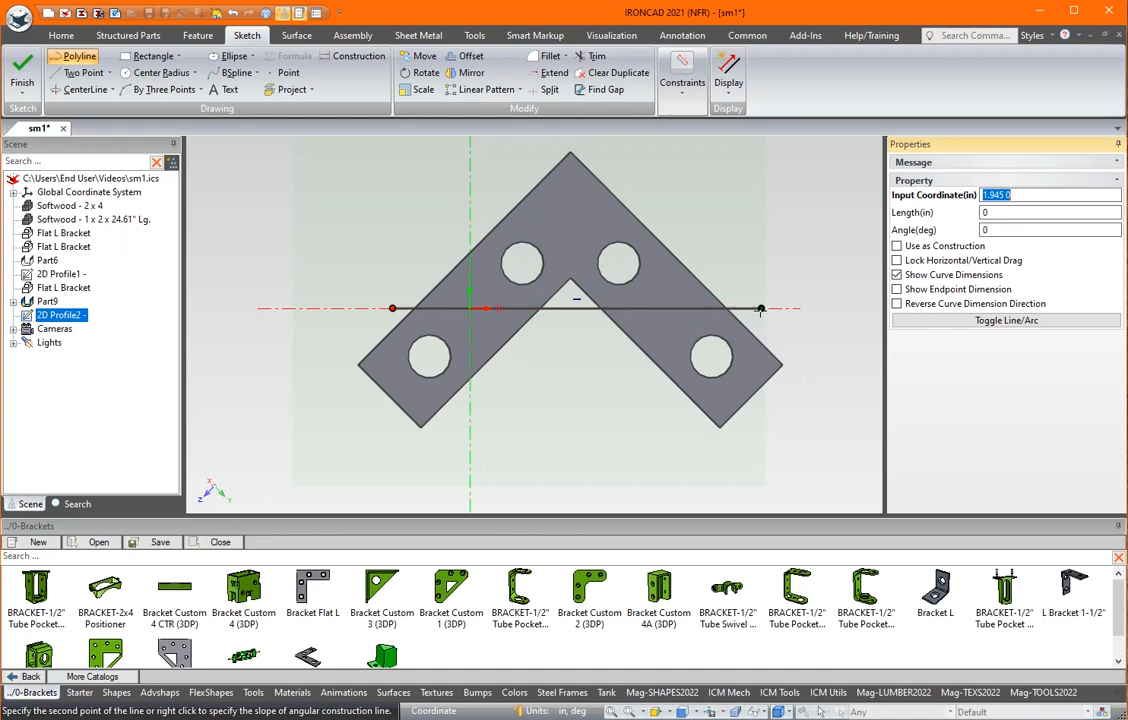 IRONCAD 2021 (NFR) - [sm1*]
Home Structured Parts Feature Sketch Surface Assembly Sheet Metal Tools Smart Markup Visualization Annotation Common Add-Ins Help/Training Search Comma... Styles
Polyline Rectangle Ellipse Formula Construction Move Offset Fillet Trim
Two Point Center Radius BSpline Point Rotate Mirror Extend Clear Duplicate
CenterLine By Three Points Text Project Scale Linear Pattern Split Find Gap
Finish Constraints Display
Sketch Drawing Modify Display
sm1*
Scene
Search ...
C:\Users\End User\Videos\sm1.ics
Global Coordinate System
Softwood - 2 x 4
Softwood - 1 x 2 x 24.61" Lg.
Flat L Bracket
Flat L Bracket
Part6
2D Profile1 -
Flat L Bracket
Part9
2D Profile2 -
Cameras
Lights
Scene Search
X
X
Z
Y
Properties
Message
Property
Input Coordinate(in) 1.945 0
Length(in) 0
Angle(deg) 0
Use as Construction
Lock Horizontal/Vertical Drag
Show Curve Dimensions
Show Endpoint Dimension
Reverse Curve Dimension Direction
Toggle Line/Arc
../0-Brackets
New Open Save Close
Search ...
BRACKET-1/2" Tube Pocket...
BRACKET-2x4 Positioner
Bracket Custom 4 CTR (3DP)
Bracket Custom 4 (3DP)
Bracket Flat L
Bracket Custom 3 (3DP)
Bracket Custom 1 (3DP)
BRACKET-1/2" Tube Pocket...
Bracket Custom 2 (3DP)
Bracket Custom 4A (3DP)
BRACKET-1/2" Tube Swivel ...
BRACKET-1/2" Tube Pocket...
BRACKET-1/2" Tube Pocket...
Bracket L
BRACKET-1/2" Tube Pocket ...
L Bracket 1-1/2"
Back More Catalogs
../0-Brackets Starter Shapes Advshaps FlexShapes Tools Materials Animations Surfaces Textures Bumps Colors Steel Frames Tank Mag-SHAPES2022 ICM Mech ICM Tools ICM Utils Mag-LUMBER2022 Mag-TEXS2022 Mag-TOOLS2022
Specify the second point of the line or right click to specify the slope of angular construction line. Coordinate Units: in, deg Any Default